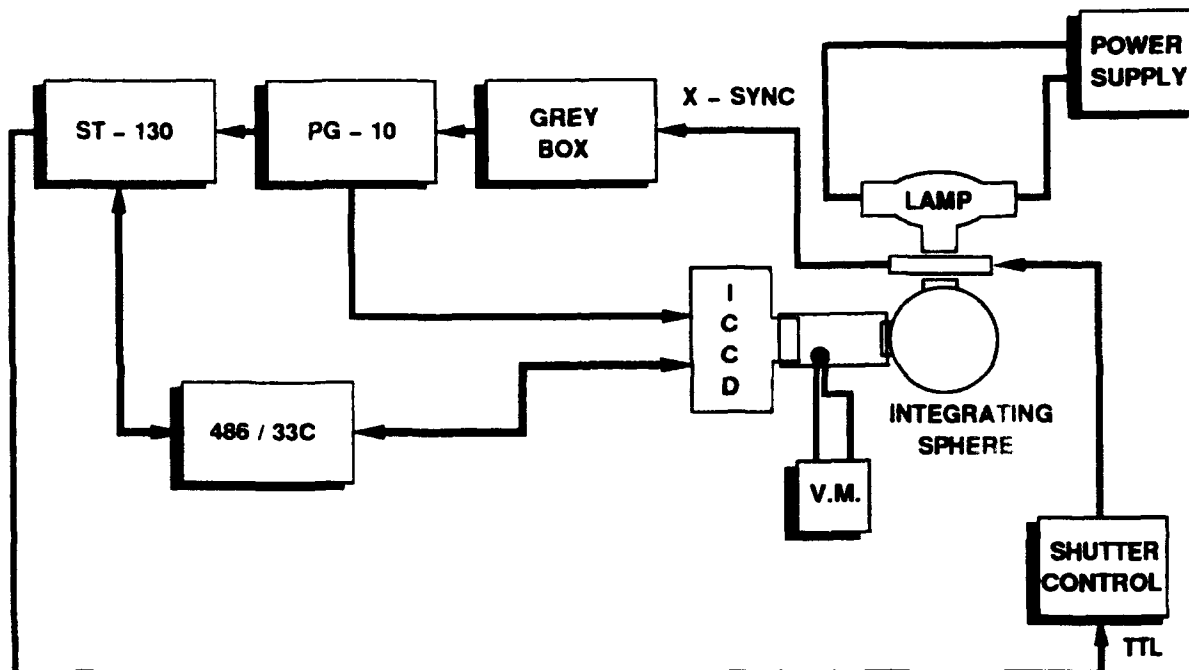 POWER
SUPPLY
ST - 130
PG - 10
GREY
BOX
X - SYNC
LAMP
I
C
C
D
INTEGRATING
SPHERE
486 / 33C
V.M.
SHUTTER
CONTROL
TTL